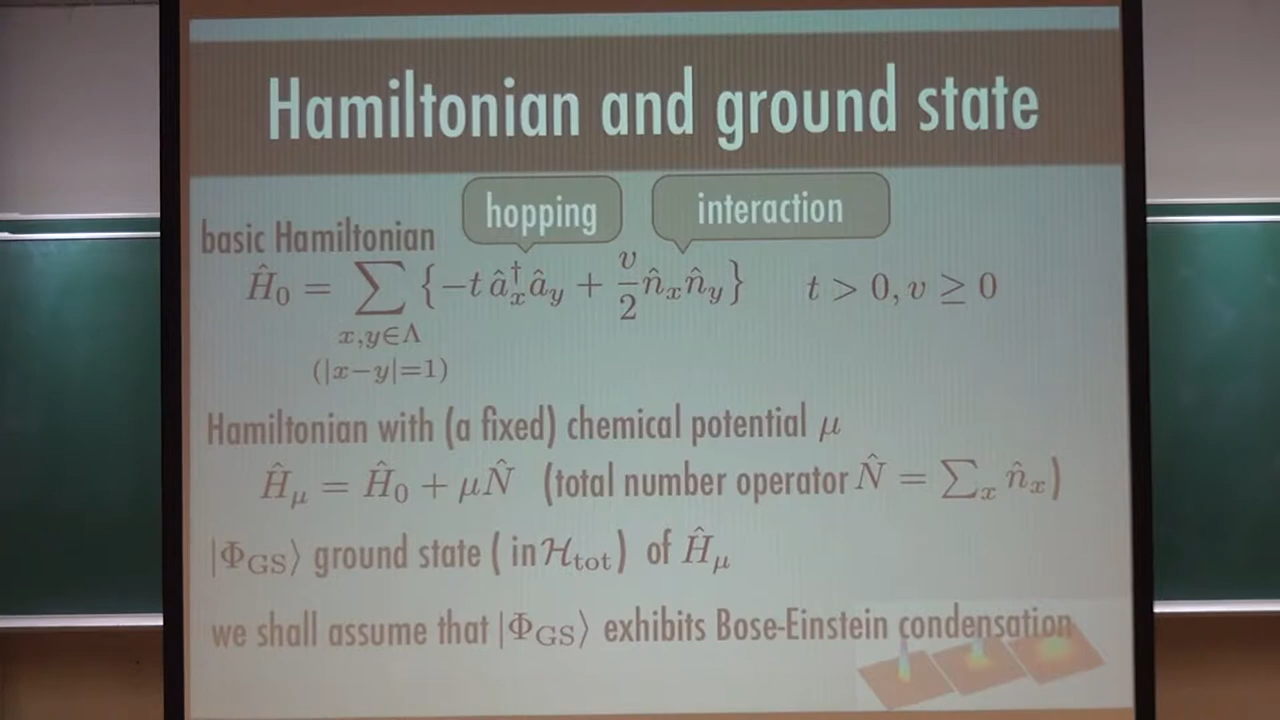 Hamiltonian and ground state
hopping
interaction
basic Hamiltonian
Ĥ₀ = ∑ {−t â†ₓ âᵧ + v/2 n̂ₓ n̂ᵧ}   t > 0, v ≥ 0
x,y∈Λ
(|x−y|=1)
Hamiltonian with (a fixed) chemical potential μ
Ĥ_μ = Ĥ₀ + μN̂ (total number operator N̂ = ∑ₓ n̂ₓ)
|Φ_GS⟩ ground state ( in ℋ_tot) of Ĥ_μ
we shall assume that |Φ_GS⟩ exhibits Bose-Einstein condensation